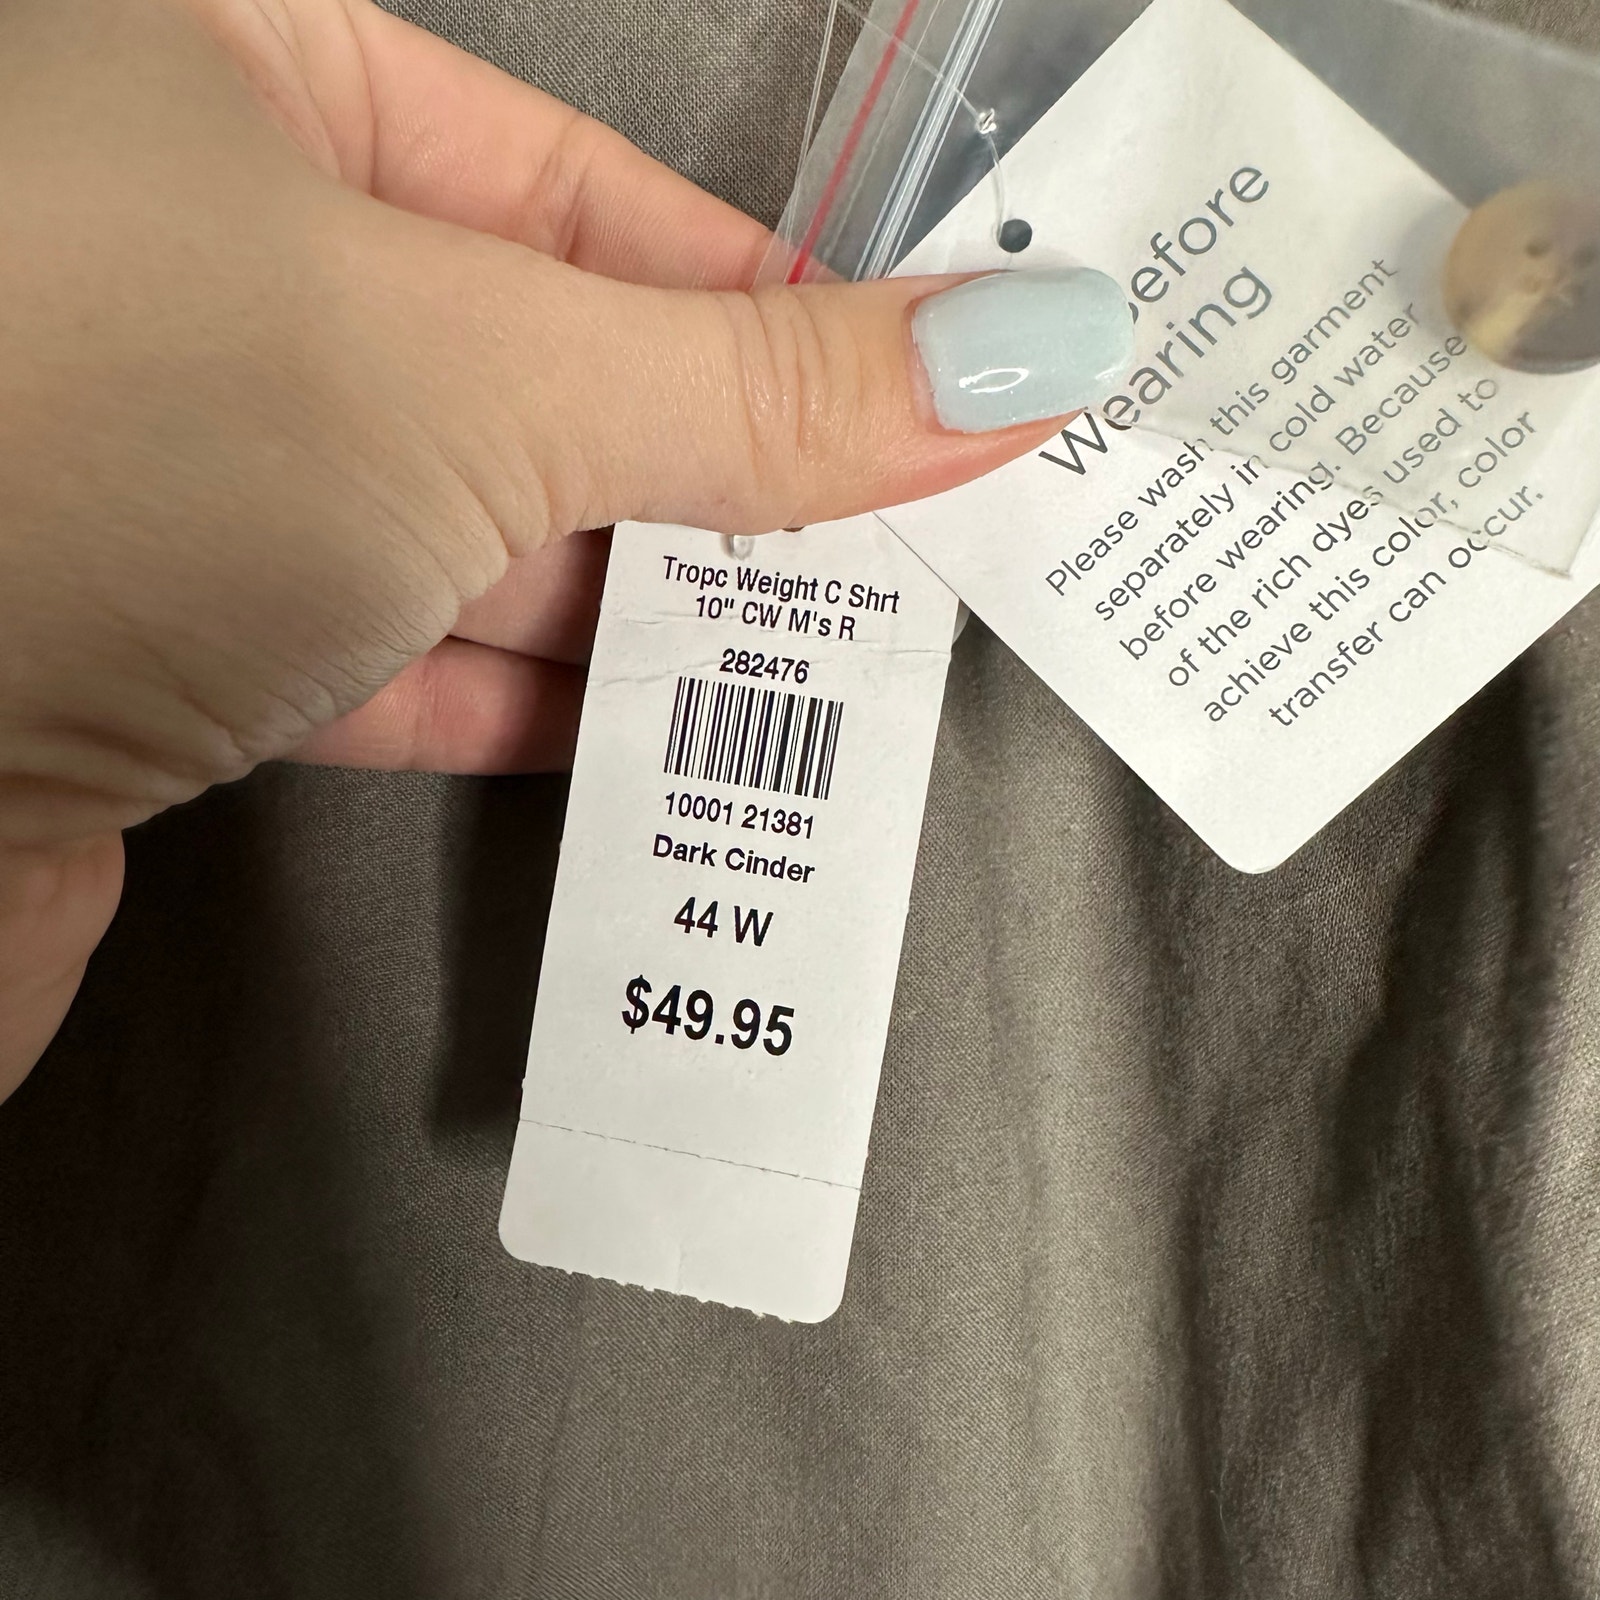 Tropc Weight C Shrt
10" CW M's R
282476
10001 21381
Dark Cinder
44 W
$49.95
Before
Wearing
Please wash this garment
separately in cold water
before wearing. Because
of the rich dyes used to
achieve this color, color
transfer can occur.